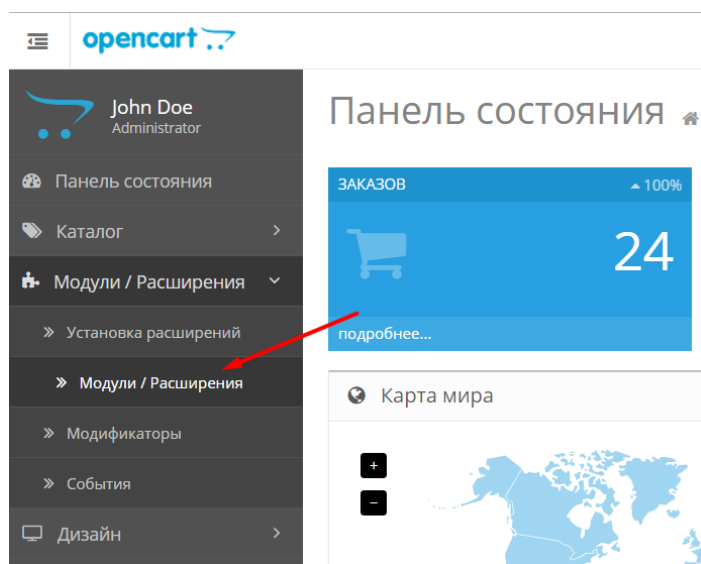 opencart
John Doe
Administrator
Панель состояния
Каталог
Модули / Расширения
Установка расширений
Модули / Расширения
Модификаторы
События
Дизайн
Панель состояния
ЗАКАЗОВ
100%
24
подробнее...
Карта мира
+
−